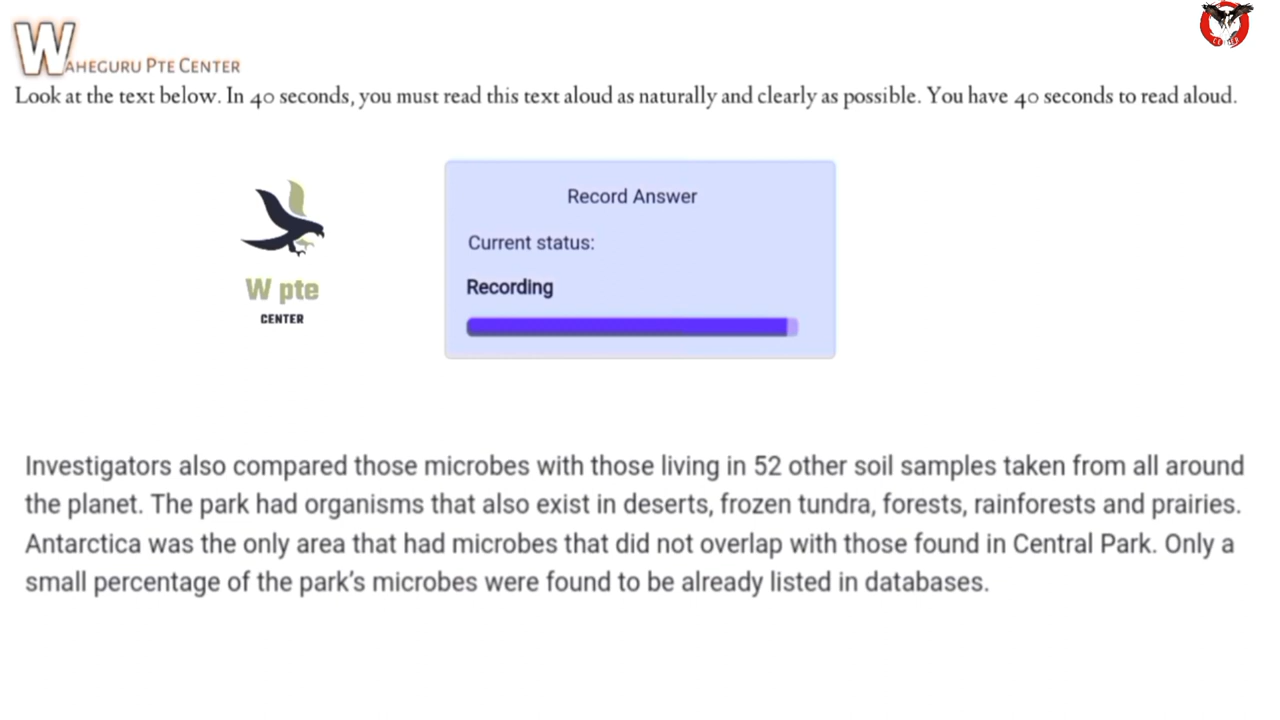 WAHEGURU PTE CENTER
Look at the text below. In 40 seconds, you must read this text aloud as naturally and clearly as possible. You have 40 seconds to read aloud.
Record Answer
Current status:
Recording
W pte
CENTER
Investigators also compared those microbes with those living in 52 other soil samples taken from all around
the planet. The park had organisms that also exist in deserts, frozen tundra, forests, rainforests and prairies.
Antarctica was the only area that had microbes that did not overlap with those found in Central Park. Only a
small percentage of the park's microbes were found to be already listed in databases.